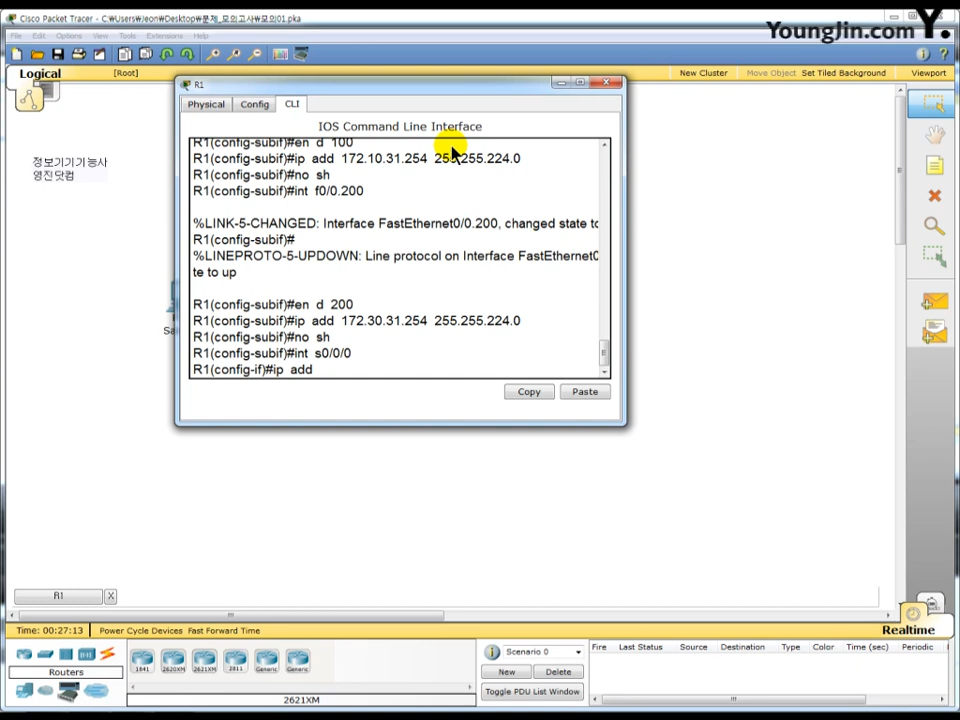 Cisco Packet Tracer - C:\Users\Jeon\Desktop\문제_모의고사\모의01.pka
YoungJin.com Y.
File Edit Options View Tools Extensions Help
Logical
[Root]
New Cluster
Move Object
Set Tiled Background
Viewport
R1
Physical
Config
CLI
IOS Command Line Interface
정보기기기능사
영진닷컴
R1(config-subif)#en d 100
R1(config-subif)#ip add 172.10.31.254 255.255.224.0
R1(config-subif)#no sh
R1(config-subif)#int f0/0.200
%LINK-5-CHANGED: Interface FastEthernet0/0.200, changed state to
R1(config-subif)#
%LINEPROTO-5-UPDOWN: Line protocol on Interface FastEthernet0
te to up
R1(config-subif)#en d 200
R1(config-subif)#ip add 172.30.31.254 255.255.224.0
R1(config-subif)#no sh
R1(config-subif)#int s0/0/0
R1(config-if)#ip add
Copy
Paste
R1
X
Time: 00:27:13
Power Cycle Devices Fast Forward Time
Realtime
Routers
1841
2620XM
2621XM
2811
Generic
Generic
2621XM
Scenario 0
New
Delete
Toggle PDU List Window
Fire
Last Status
Source
Destination
Type
Color
Time (sec)
Periodic